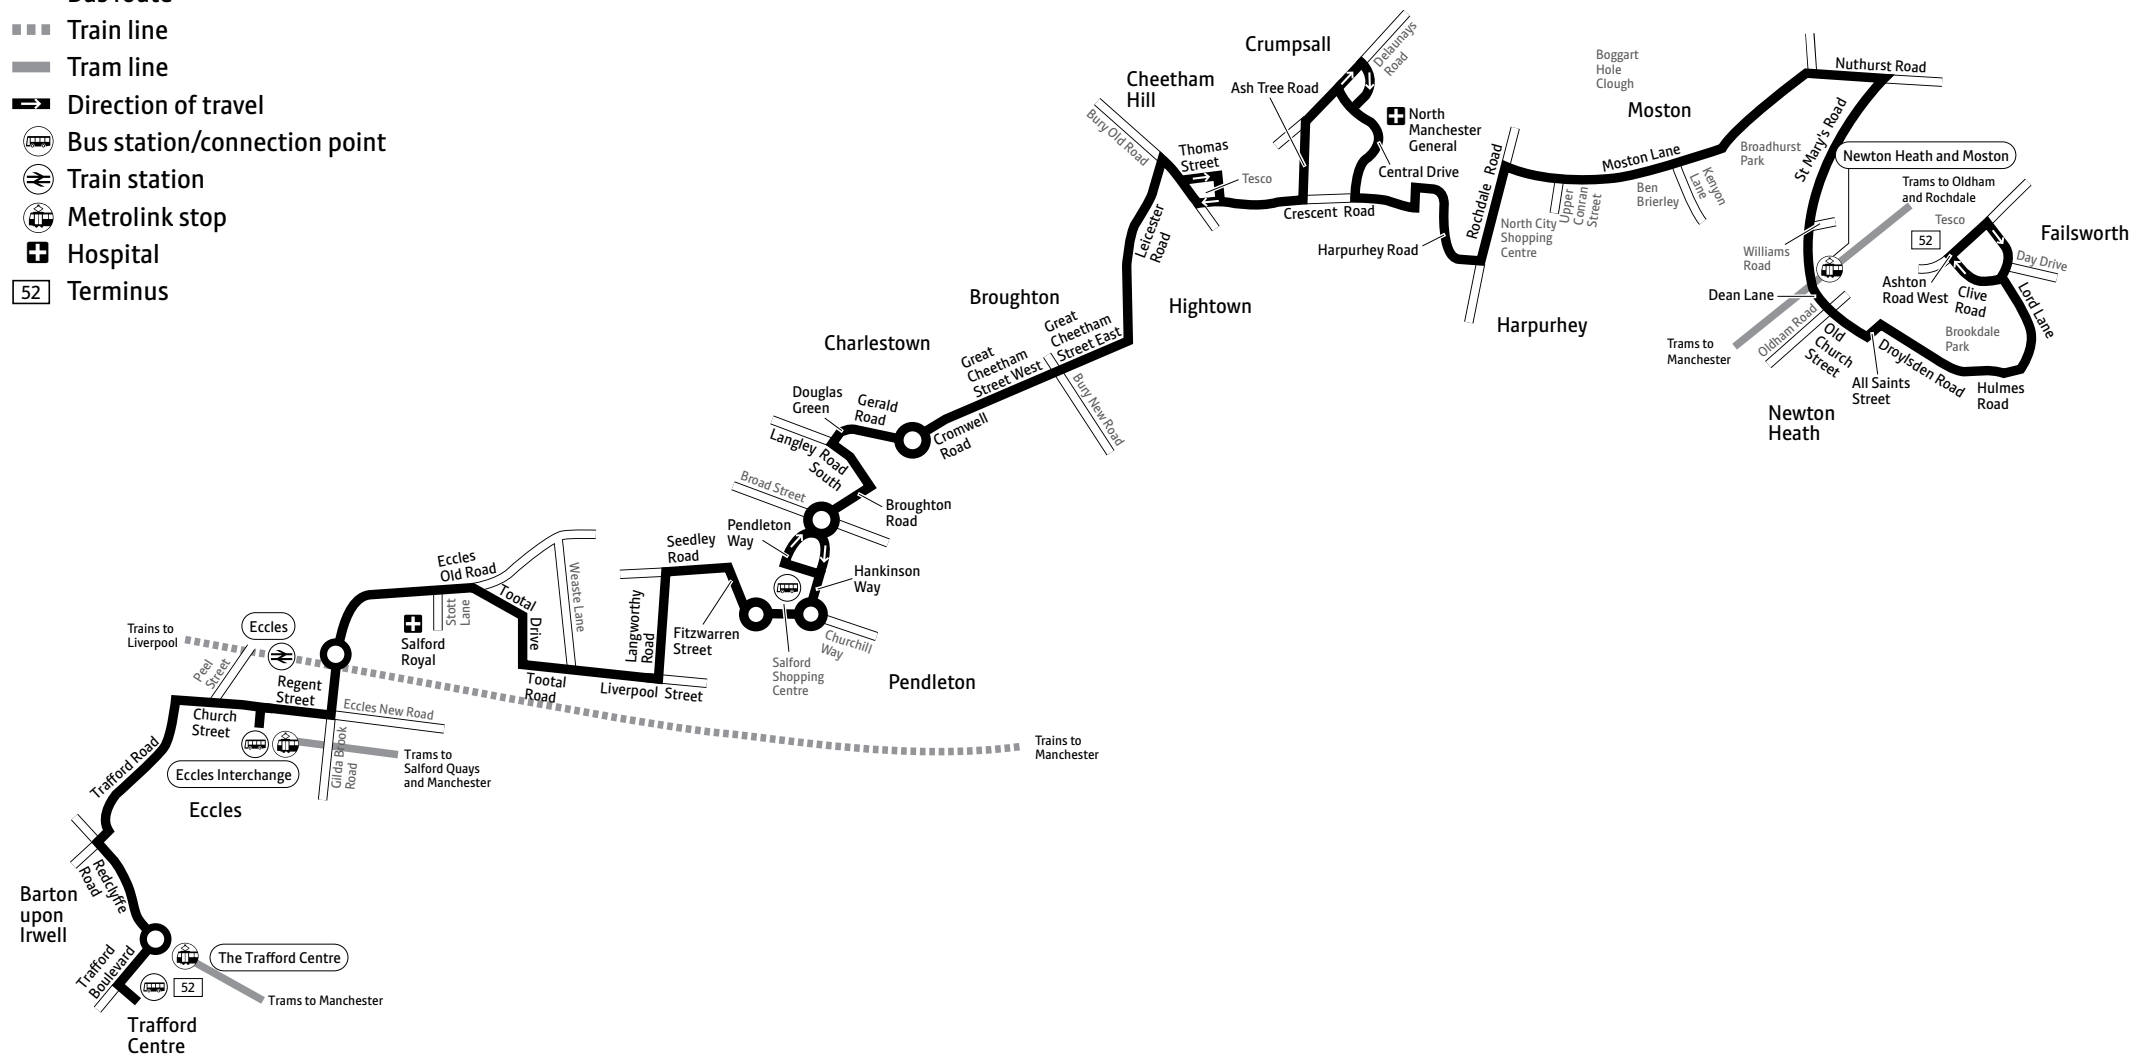 Bus route
Train line
Tram line
Direction of travel
Bus station/connection point
Train station
Metrolink stop
Hospital
52 Terminus
Crumpsall
Delaunays
Road
Cheetham
Hill
Ash Tree Road
Bury Old Road
Thomas
Street
Tesco
North
Manchester
General
Central Drive
Crescent Road
Leicester
Road
Harpurhey Road
Rochdale Road
Boggart
Hole
Clough
Moston
Moston Lane
North City
Shopping
Centre
Upper
Conran
Street
Ben
Brierley
Kenyon
Lane
Broadhurst
Park
Nuthurst Road
St Mary's Road
Newton Heath and Moston
Trams to Oldham
and Rochdale
Tesco
52
Failsworth
Williams
Road
Day Drive
Ashton
Road West
Clive
Road
Lord Lane
Dean Lane
Oldham Road
Old
Church
Street
Brookdale
Park
Trams to
Manchester
Droylsden Road
All Saints
Street
Hulmes
Road
Newton
Heath
Harpurhey
Hightown
Broughton
Great
Cheetham
Street East
Charlestown
Great
Cheetham
Street West
Bury New Road
Douglas
Green
Gerald
Road
Cromwell
Road
Langley Road
South
Broad Street
Broughton
Road
Pendleton
Way
Hankinson
Way
Seedley
Road
Langworthy
Road
Fitzwarren
Street
Churchill
Way
Salford
Shopping
Centre
Pendleton
Eccles
Old Road
Tootal
Drive
Weaste Lane
Stott
Lane
Salford
Royal
Tootal
Road
Liverpool Street
Trains to
Liverpool
Eccles
Peel
Street
Regent
Street
Church
Street
Eccles New Road
Gilda Brook
Road
Trams to
Salford Quays
and Manchester
Trains to
Manchester
Eccles Interchange
Eccles
Trafford Road
Redclyffe
Road
Barton
upon
Irwell
Trafford
Boulevard
The Trafford Centre
52
Trams to Manchester
Trafford
Centre